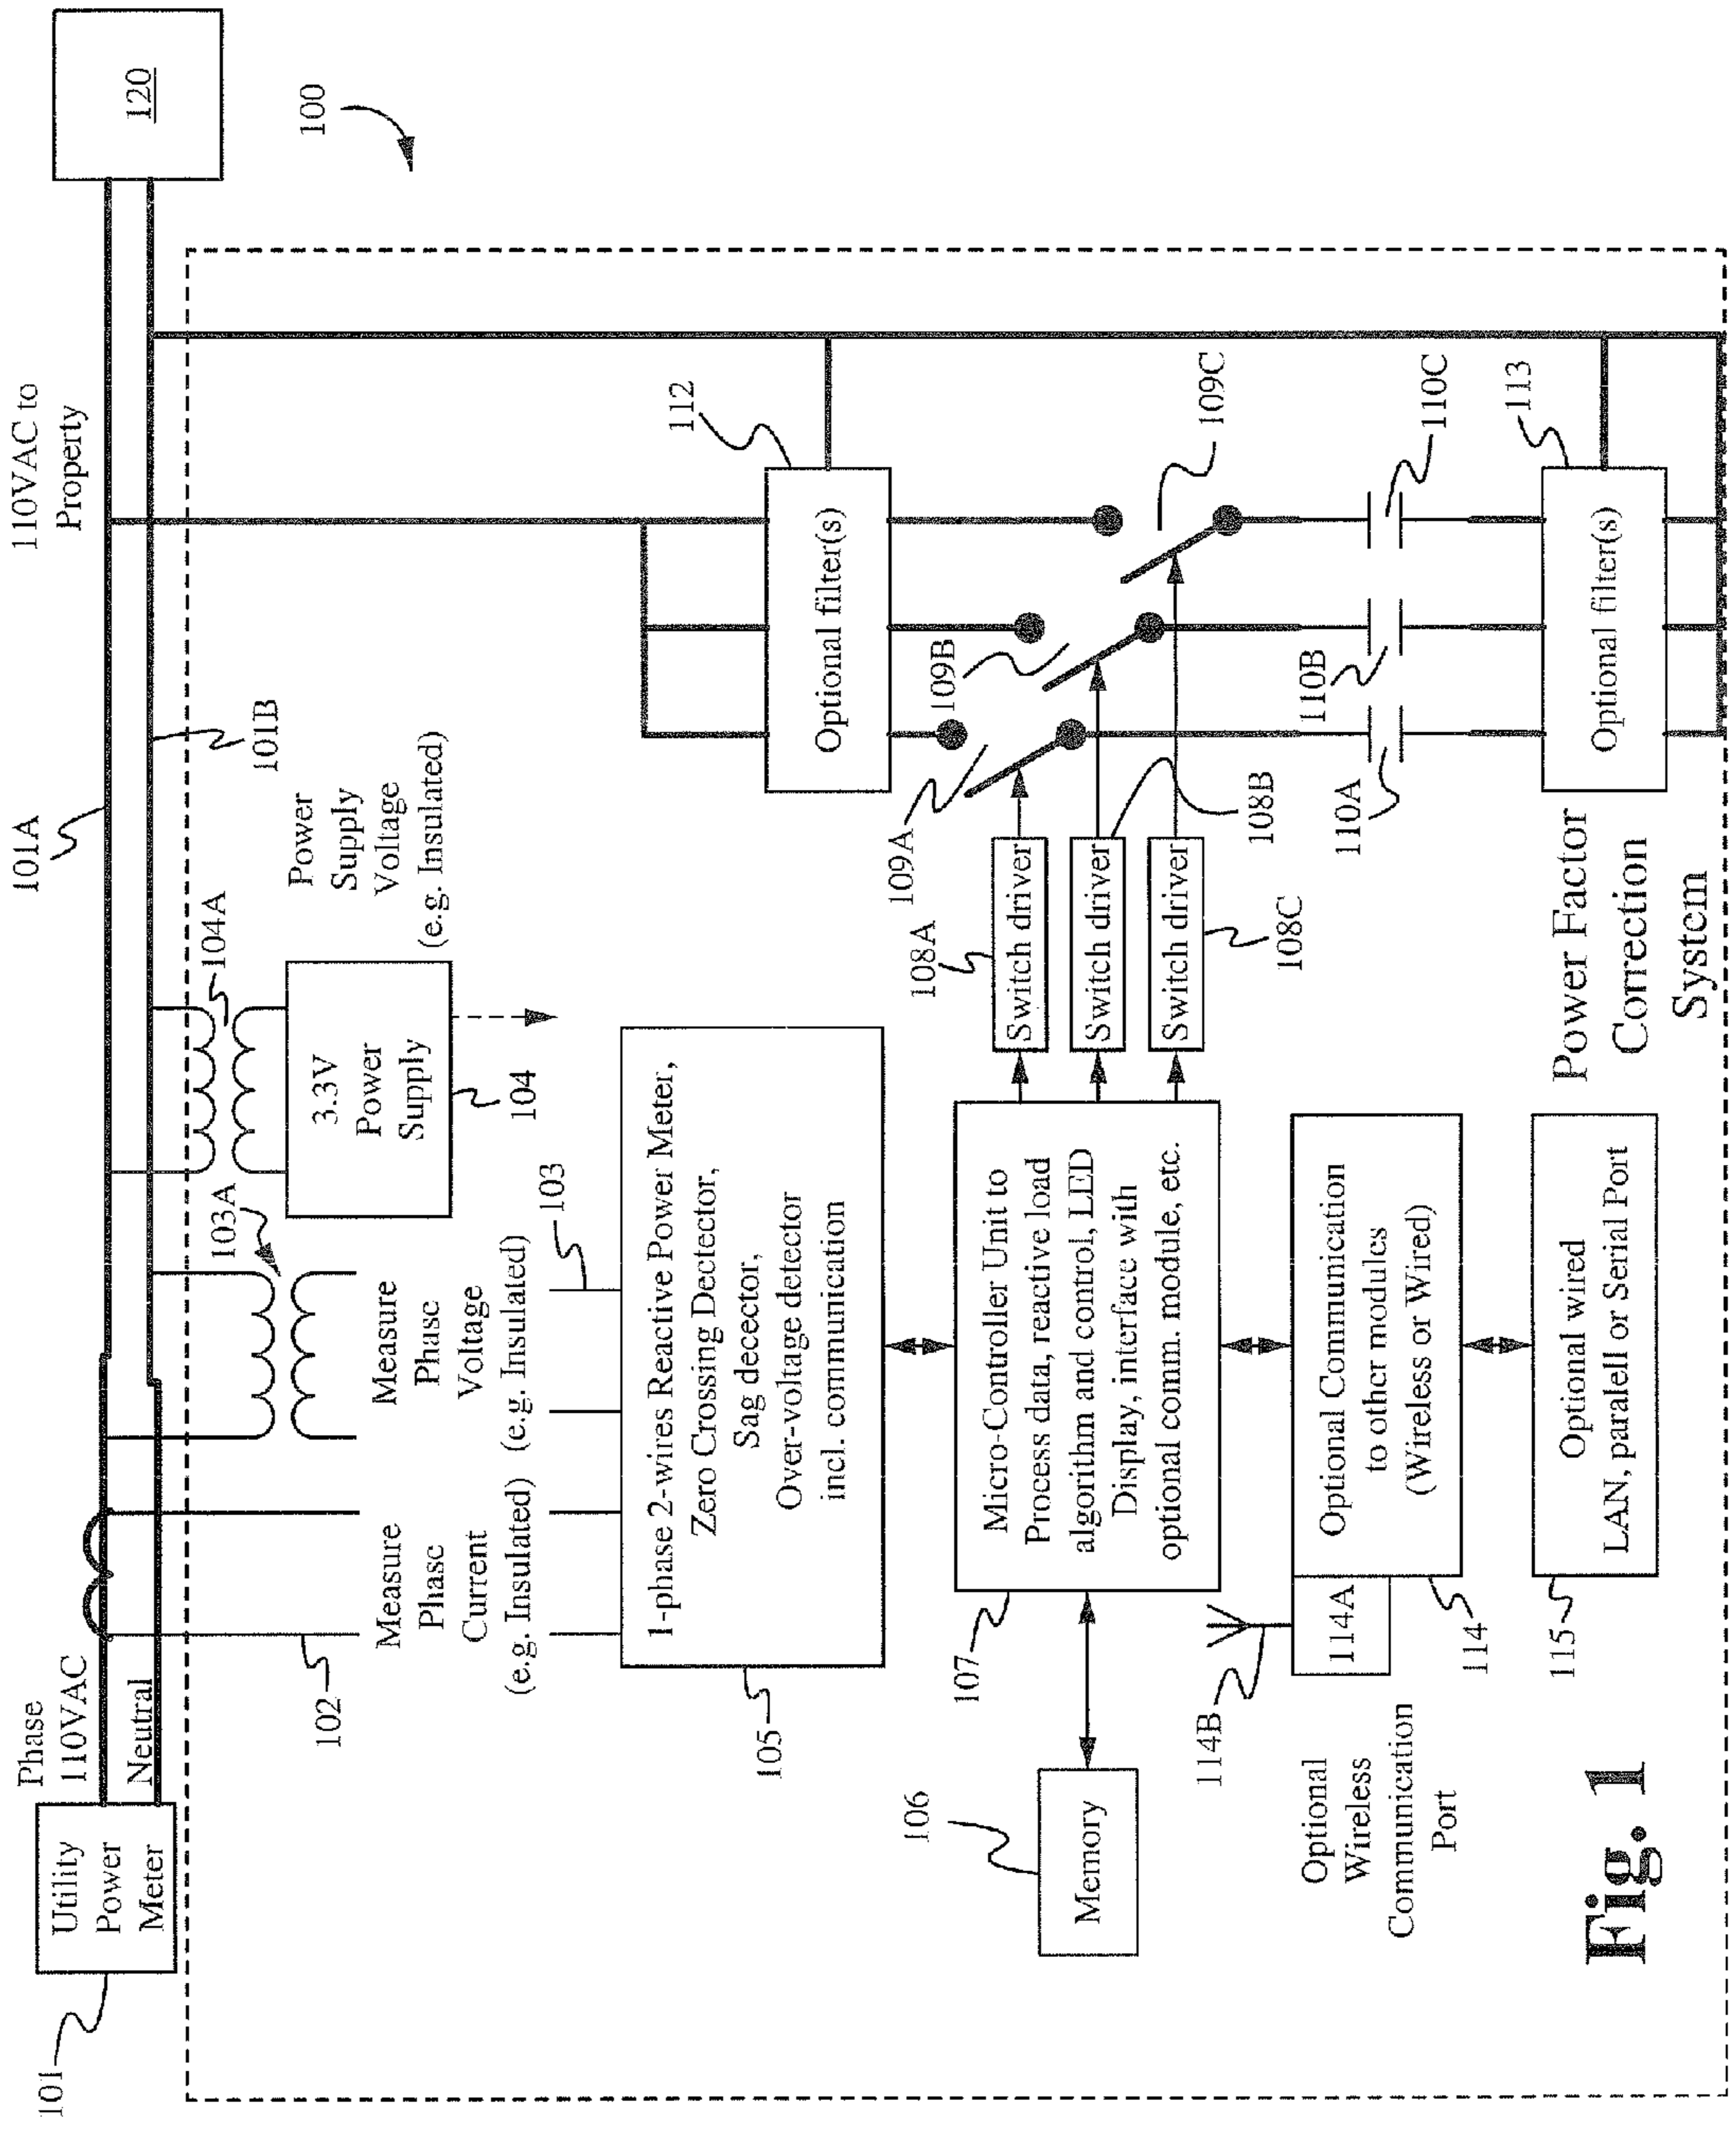 101
Utility
Power
Meter
Phase
110VAC
Neutral
101A
101B
110VAC to
Property
120
100
102
Measure
Phase
Current
(e.g. Insulated)
103A
Measure
Phase
Voltage
(e.g. Insulated)
103
104A
3.3V
Power
Supply
104
Power
Supply
Voltage
(e.g. Insulated)
105
1-phase 2-wires Reactive Power Meter,
Zero Crossing Dectector,
Sag decector,
Over-voltage detector
incl. communication
106
Memory
107
Micro-Controller Unit to
Process data, reactive load
algorithm and control, LED
Display, interface with
optional comm. module, etc.
108A
Switch driver
Switch driver
108B
Switch driver
108C
112
Optional filter(s)
109A
109B
109C
110A
110B
110C
113
Optional filter(s)
114B
114A
Optional
Wireless
Communication
Port
114
Optional Communication
to other modules
(Wireless or Wired)
115
Optional wired
LAN, paralell or Serial Port
Power Factor
Correction
System
Fig. 1